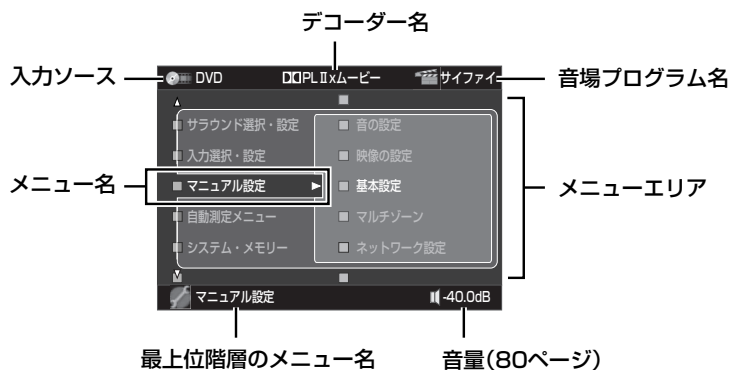 デコーダー名
入力ソース
DVD
DDPLⅡxムービー
サイファイ
音場プログラム名
サラウンド選択・設定
音の設定
入力選択・設定
映像の設定
メニュー名
マニュアル設定
基本設定
メニューエリア
自動測定メニュー
マルチゾーン
システム・メモリー
ネットワーク設定
マニュアル設定
-40.0dB
最上位階層のメニュー名
音量(80ページ)